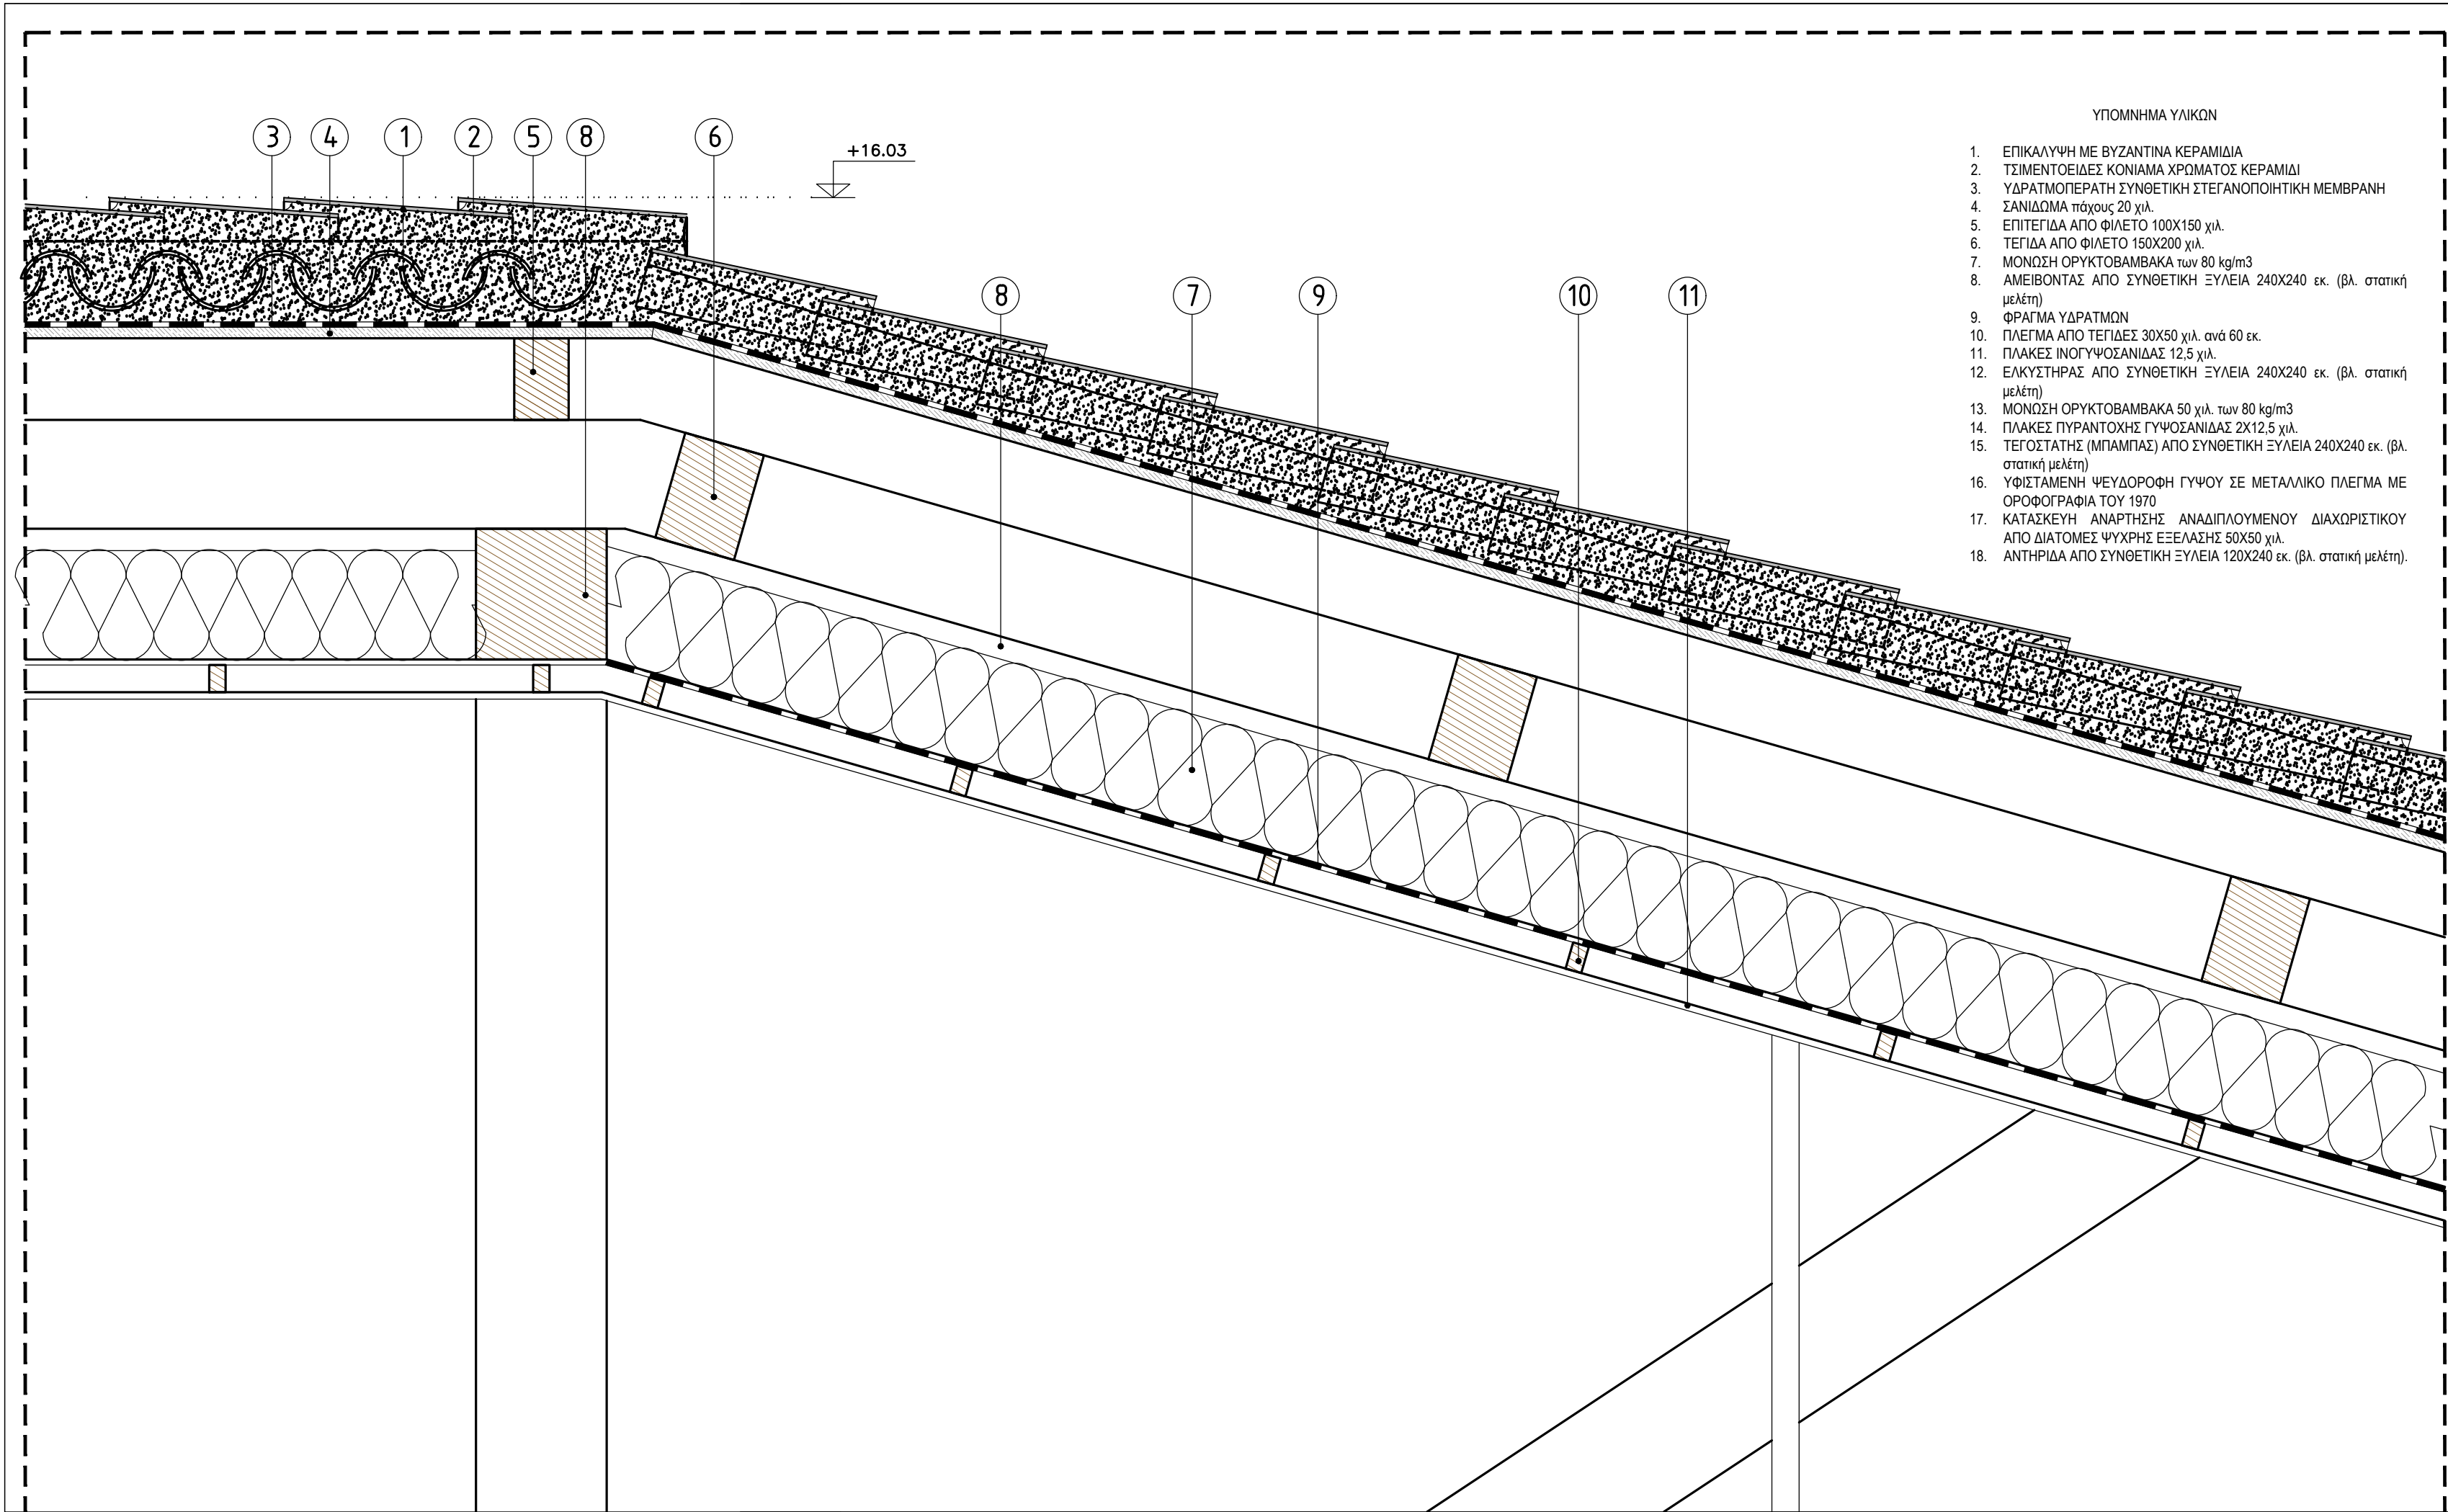 3 4 1 2 5 8 6
+16.03
8 7 9 10 11
ΥΠΟΜΝΗΜΑ ΥΛΙΚΩΝ
1. ΕΠΙΚΑΛΥΨΗ ΜΕ ΒΥΖΑΝΤΙΝΑ ΚΕΡΑΜΙΔΙΑ
2. ΤΣΙΜΕΝΤΟΕΙΔΕΣ ΚΟΝΙΑΜΑ ΧΡΩΜΑΤΟΣ ΚΕΡΑΜΙΔΙ
3. ΥΔΡΑΤΜΟΠΕΡΑΤΗ ΣΥΝΘΕΤΙΚΗ ΣΤΕΓΑΝΟΠΟΙΗΤΙΚΗ ΜΕΜΒΡΑΝΗ
4. ΣΑΝΙΔΩΜΑ πάχους 20 χιλ.
5. ΕΠΙΤΕΓΙΔΑ ΑΠΟ ΦΙΛΕΤΟ 100Χ150 χιλ.
6. ΤΕΓΙΔΑ ΑΠΟ ΦΙΛΕΤΟ 150Χ200 χιλ.
7. ΜΟΝΩΣΗ ΟΡΥΚΤΟΒΑΜΒΑΚΑ των 80 kg/m3
8. ΑΜΕΙΒΟΝΤΑΣ ΑΠΟ ΣΥΝΘΕΤΙΚΗ ΞΥΛΕΙΑ 240Χ240 εκ. (βλ. στατική
μελέτη)
9. ΦΡΑΓΜΑ ΥΔΡΑΤΜΩΝ
10. ΠΛΕΓΜΑ ΑΠΟ ΤΕΓΙΔΕΣ 30Χ50 χιλ. ανά 60 εκ.
11. ΠΛΑΚΕΣ ΙΝΟΓΥΨΟΣΑΝΙΔΑΣ 12,5 χιλ.
12. ΕΛΚΥΣΤΗΡΑΣ ΑΠΟ ΣΥΝΘΕΤΙΚΗ ΞΥΛΕΙΑ 240Χ240 εκ. (βλ. στατική
μελέτη)
13. ΜΟΝΩΣΗ ΟΡΥΚΤΟΒΑΜΒΑΚΑ 50 χιλ. των 80 kg/m3
14. ΠΛΑΚΕΣ ΠΥΡΑΝΤΟΧΗΣ ΓΥΨΟΣΑΝΙΔΑΣ 2Χ12,5 χιλ.
15. ΤΕΓΟΣΤΑΤΗΣ (ΜΠΑΜΠΑΣ) ΑΠΟ ΣΥΝΘΕΤΙΚΗ ΞΥΛΕΙΑ 240Χ240 εκ. (βλ.
στατική μελέτη)
16. ΥΦΙΣΤΑΜΕΝΗ ΨΕΥΔΟΡΟΦΗ ΓΥΨΟΥ ΣΕ ΜΕΤΑΛΛΙΚΟ ΠΛΕΓΜΑ ΜΕ
ΟΡΟΦΟΓΡΑΦΙΑ ΤΟΥ 1970
17. ΚΑΤΑΣΚΕΥΗ ΑΝΑΡΤΗΣΗΣ ΑΝΑΔΙΠΛΟΥΜΕΝΟΥ ΔΙΑΧΩΡΙΣΤΙΚΟΥ
ΑΠΟ ΔΙΑΤΟΜΕΣ ΨΥΧΡΗΣ ΕΞΕΛΑΣΗΣ 50Χ50 χιλ.
18. ΑΝΤΗΡΙΔΑ ΑΠΟ ΣΥΝΘΕΤΙΚΗ ΞΥΛΕΙΑ 120Χ240 εκ. (βλ. στατική μελέτη).